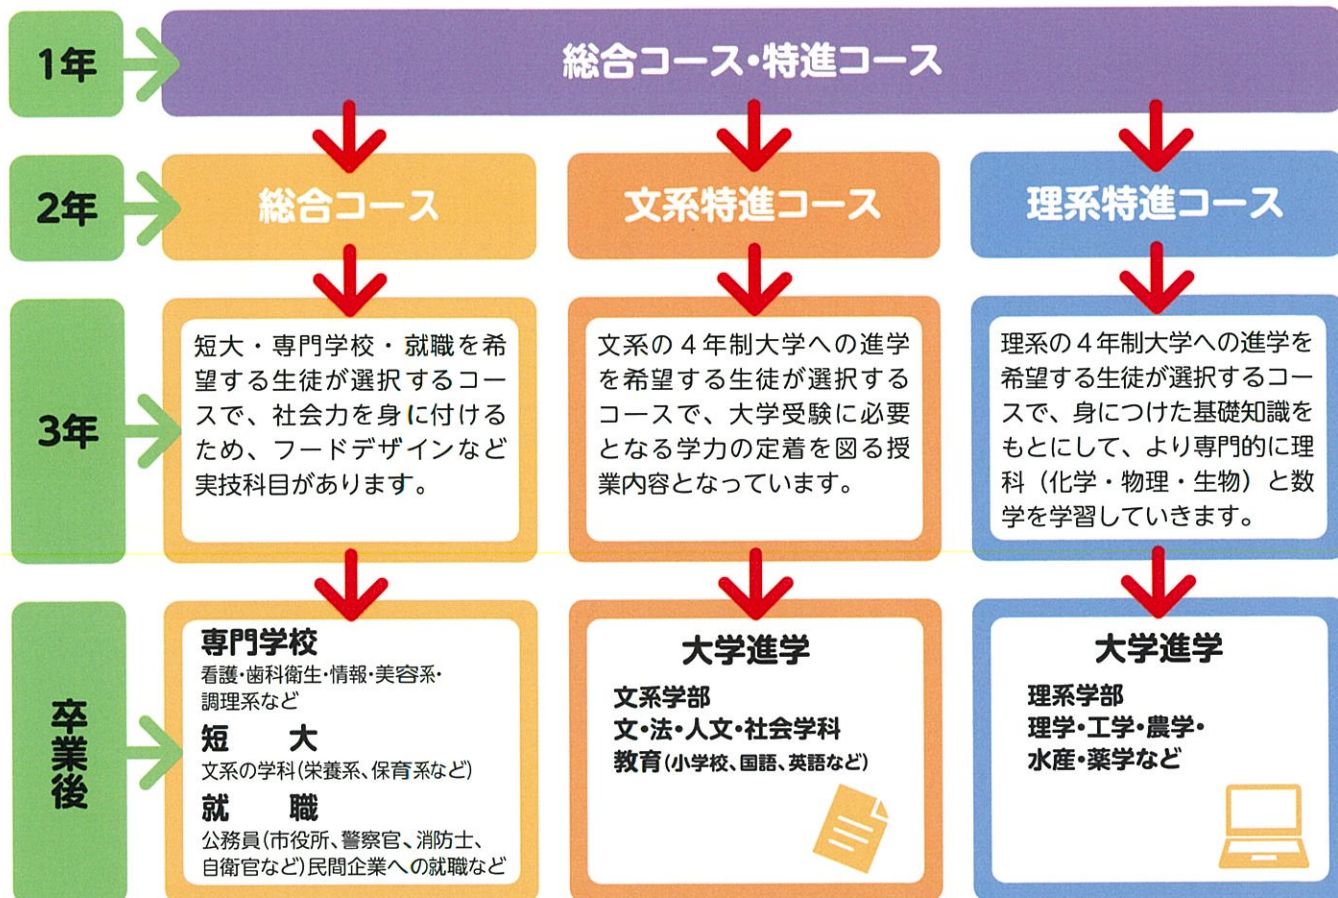 1年
総合コース・特進コース
2年
総合コース
文系特進コース
理系特進コース
3年
短大・専門学校・就職を希
望する生徒が選択するコー
スで、社会力を身に付ける
ため、フードデザインなど
実技科目があります。
文系の4年制大学への進学
を希望する生徒が選択する
コースで、大学受験に必要
となる学力の定着を図る授
業内容となっています。
理系の4年制大学への進学を
希望する生徒が選択するコー
スで、身につけた基礎知識を
もとにして、より専門的に理
科（化学・物理・生物）と数
学を学習していきます。
卒業後
専門学校
看護・歯科衛生・情報・美容系・
調理系など
短　大
文系の学科(栄養系、保育系など)
就　職
公務員(市役所、警察官、消防士、
自衛官など)民間企業への就職など
大学進学
文系学部
文・法・人文・社会学科
教育(小学校、国語、英語など)
大学進学
理系学部
理学・工学・農学・
水産・薬学など